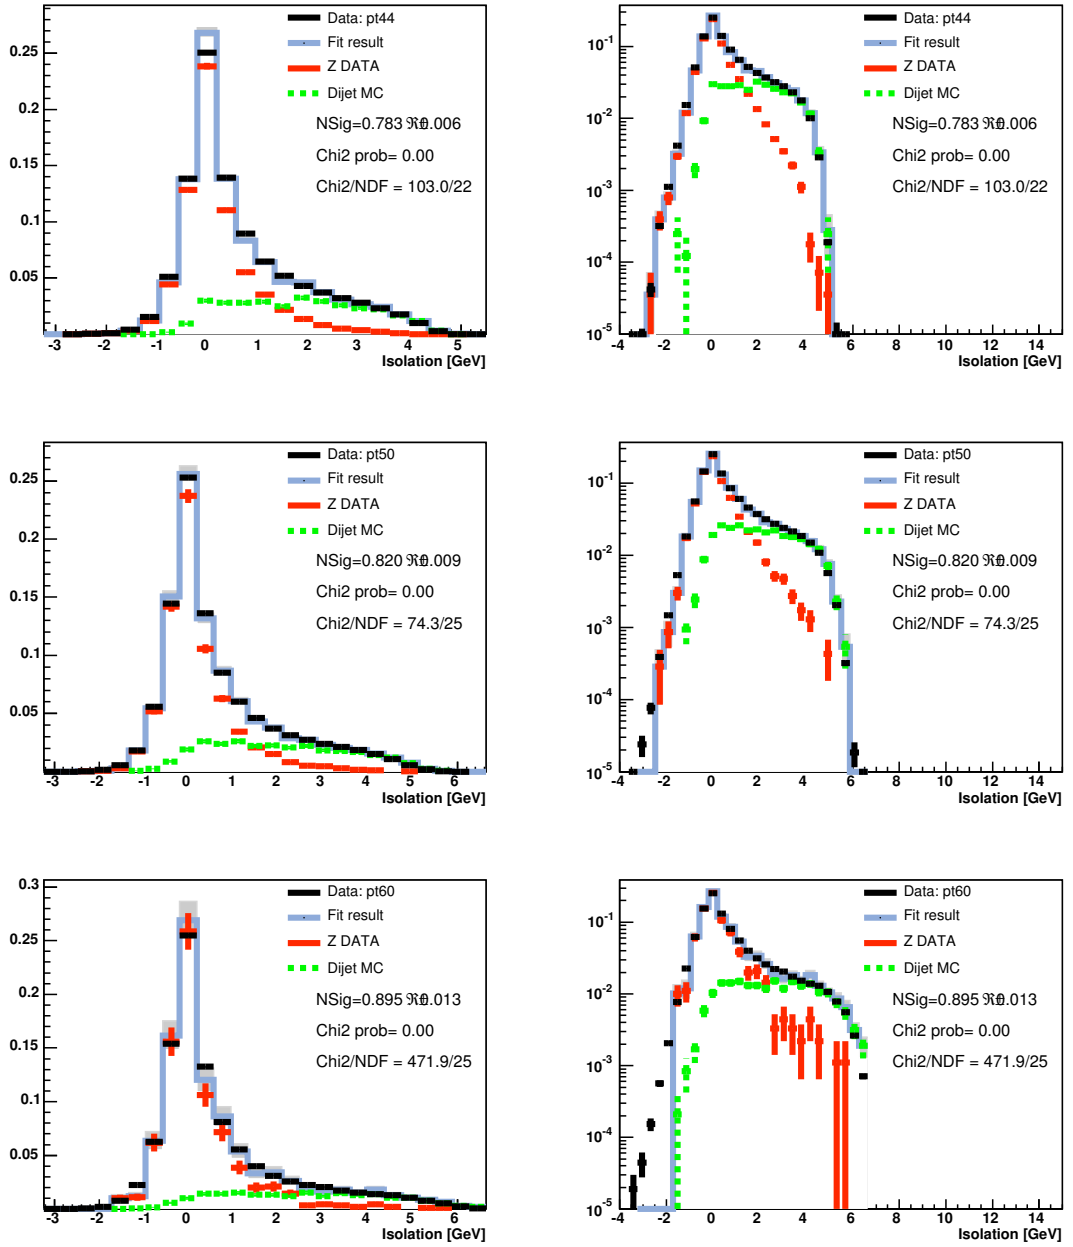 0.25
0.2
0.15
0.1
0.05
-3 -2 -1 0 1 2 3 4 5
Isolation [GeV]
Data: pt44
Fit result
Z DATA
Dijet MC
NSig=0.783 ℜ±0.006
Chi2 prob= 0.00
Chi2/NDF = 103.0/22
10-1
10-2
10-3
10-4
10-5
-4 -2 0 2 4 6 8 10 12 14
Isolation [GeV]
Data: pt44
Fit result
Z DATA
Dijet MC
NSig=0.783 ℜ±0.006
Chi2 prob= 0.00
Chi2/NDF = 103.0/22
0.25
0.2
0.15
0.1
0.05
-3 -2 -1 0 1 2 3 4 5 6
Isolation [GeV]
Data: pt50
Fit result
Z DATA
Dijet MC
NSig=0.820 ℜ±0.009
Chi2 prob= 0.00
Chi2/NDF = 74.3/25
10-1
10-2
10-3
10-4
10-5
-4 -2 0 2 4 6 8 10 12 14
Isolation [GeV]
Data: pt50
Fit result
Z DATA
Dijet MC
NSig=0.820 ℜ±0.009
Chi2 prob= 0.00
Chi2/NDF = 74.3/25
0.3
0.25
0.2
0.15
0.1
0.05
0
-3 -2 -1 0 1 2 3 4 5 6
Isolation [GeV]
Data: pt60
Fit result
Z DATA
Dijet MC
NSig=0.895 ℜ±0.013
Chi2 prob= 0.00
Chi2/NDF = 471.9/25
10-1
10-2
10-3
10-4
10-5
-4 -2 0 2 4 6 8 10 12 14
Isolation [GeV]
Data: pt60
Fit result
Z DATA
Dijet MC
NSig=0.895 ℜ±0.013
Chi2 prob= 0.00
Chi2/NDF = 471.9/25